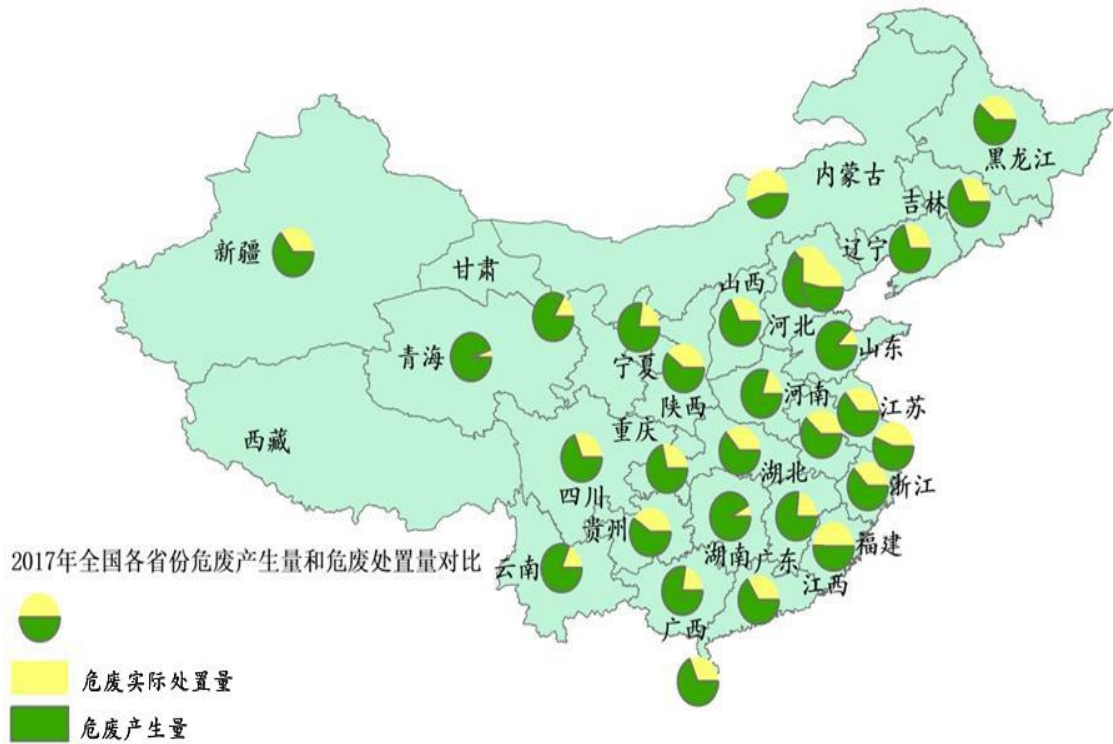 黑龙江
内蒙古
吉林
辽宁
新疆
甘肃
山西
河北
山东
青海
宁夏
陕西
河南
江苏
西藏
重庆
湖北
四川
浙江
贵州
湖南
广东
福建
江西
云南
广西
2017年全国各省份危废产生量和危废处置量对比
危废实际处置量
危废产生量